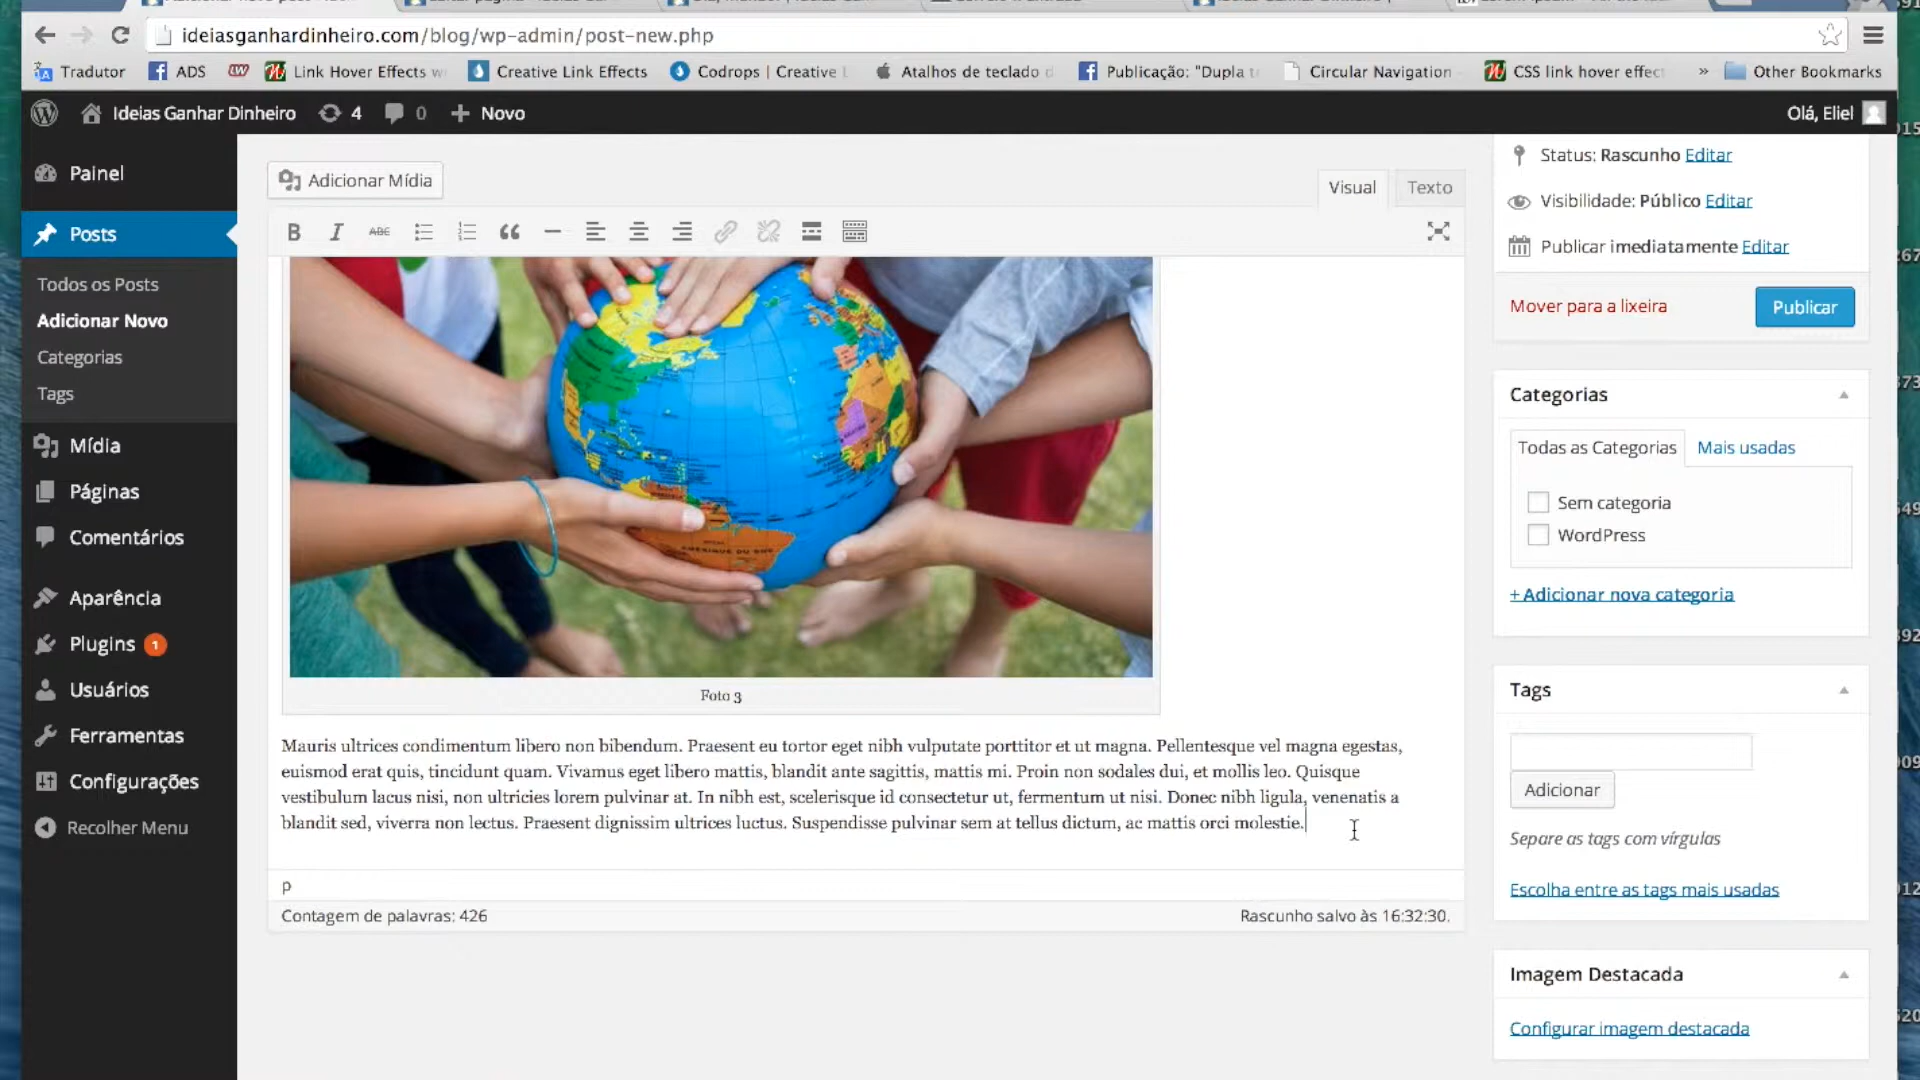 ideiasganhardinheiro.com/blog/wp-admin/post-new.php
Tradutor
ADS
Link Hover Effects w
Creative Link Effects
Codrops | Creative L
Atalhos de teclado d
Publicação: "Dupla t
Circular Navigation
CSS link hover effect
»
Other Bookmarks
Ideias Ganhar Dinheiro
4
0
+ Novo
Olá, Eliel
Painel
Posts
Todos os Posts
Adicionar Novo
Categorias
Tags
Mídia
Páginas
Comentários
Aparência
Plugins 1
Usuários
Ferramentas
Configurações
Recolher Menu
Adicionar Mídia
Visual
Texto
B I ABC
AMERIQUE DU SUD
Foto 3
Mauris ultrices condimentum libero non bibendum. Praesent eu tortor eget nibh vulputate porttitor et ut magna. Pellentesque vel magna egestas,
euismod erat quis, tincidunt quam. Vivamus eget libero mattis, blandit ante sagittis, mattis mi. Proin non sodales dui, et mollis leo. Quisque
vestibulum lacus nisi, non ultricies lorem pulvinar at. In nibh est, scelerisque id consectetur ut, fermentum ut nisi. Donec nibh ligula, venenatis a
blandit sed, viverra non lectus. Praesent dignissim ultrices luctus. Suspendisse pulvinar sem at tellus dictum, ac mattis orci molestie.
p
Contagem de palavras: 426
Rascunho salvo às 16:32:30.
Status: Rascunho Editar
Visibilidade: Público Editar
Publicar imediatamente Editar
Mover para a lixeira
Publicar
Categorias
Todas as Categorias
Mais usadas
Sem categoria
WordPress
+ Adicionar nova categoria
Tags
Adicionar
Separe as tags com vírgulas
Escolha entre as tags mais usadas
Imagem Destacada
Configurar imagem destacada